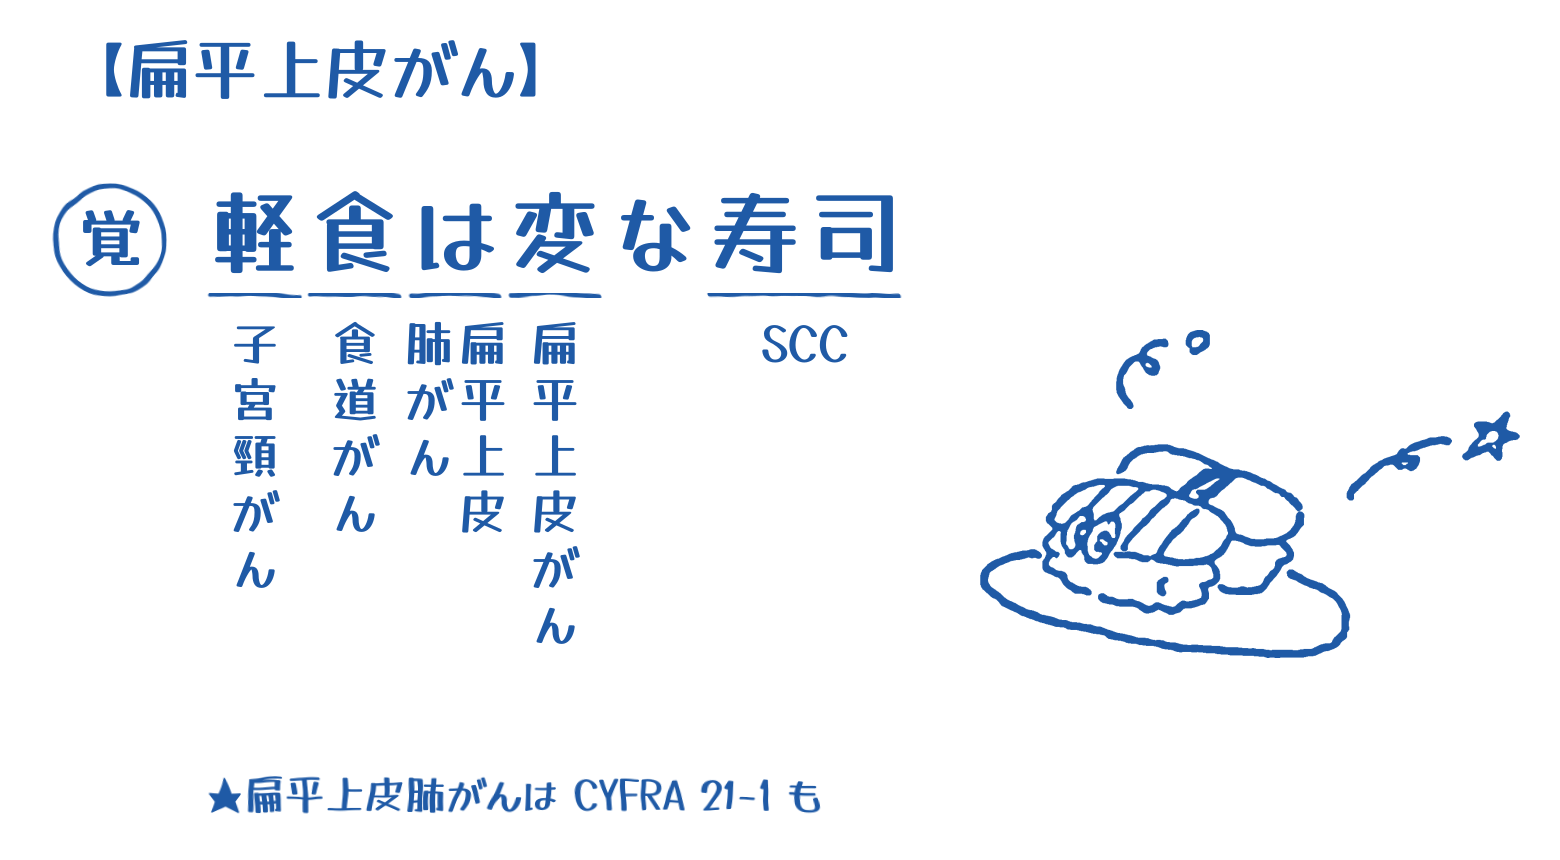 【扁平上皮がん】
覚 軽食は変な寿司
子宮頸がん
食道がん
扁平上皮
肺がん
扁平上皮がん
SCC
★扁平上皮肺がんは CYFRA 21-1 も